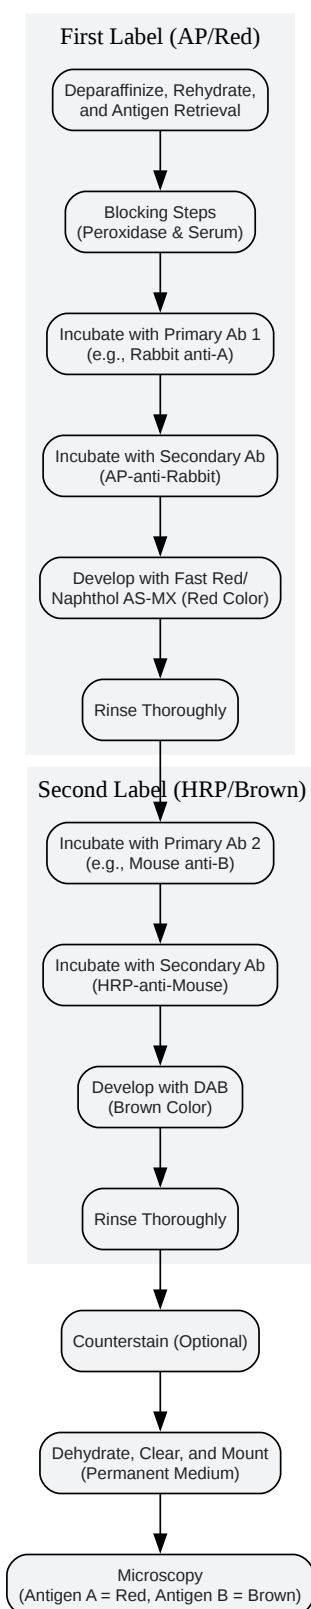 First Label (AP/Red)
Deparaffinize, Rehydrate,
and Antigen Retrieval
Blocking Steps
(Peroxidase & Serum)
Incubate with Primary Ab 1
(e.g., Rabbit anti-A)
Incubate with Secondary Ab
(AP-anti-Rabbit)
Develop with Fast Red/
Naphthol AS-MX (Red Color)
Rinse Thoroughly
Second Label (HRP/Brown)
Incubate with Primary Ab 2
(e.g., Mouse anti-B)
Incubate with Secondary Ab
(HRP-anti-Mouse)
Develop with DAB
(Brown Color)
Rinse Thoroughly
Counterstain (Optional)
Dehydrate, Clear, and Mount
(Permanent Medium)
Microscopy
(Antigen A = Red, Antigen B = Brown)